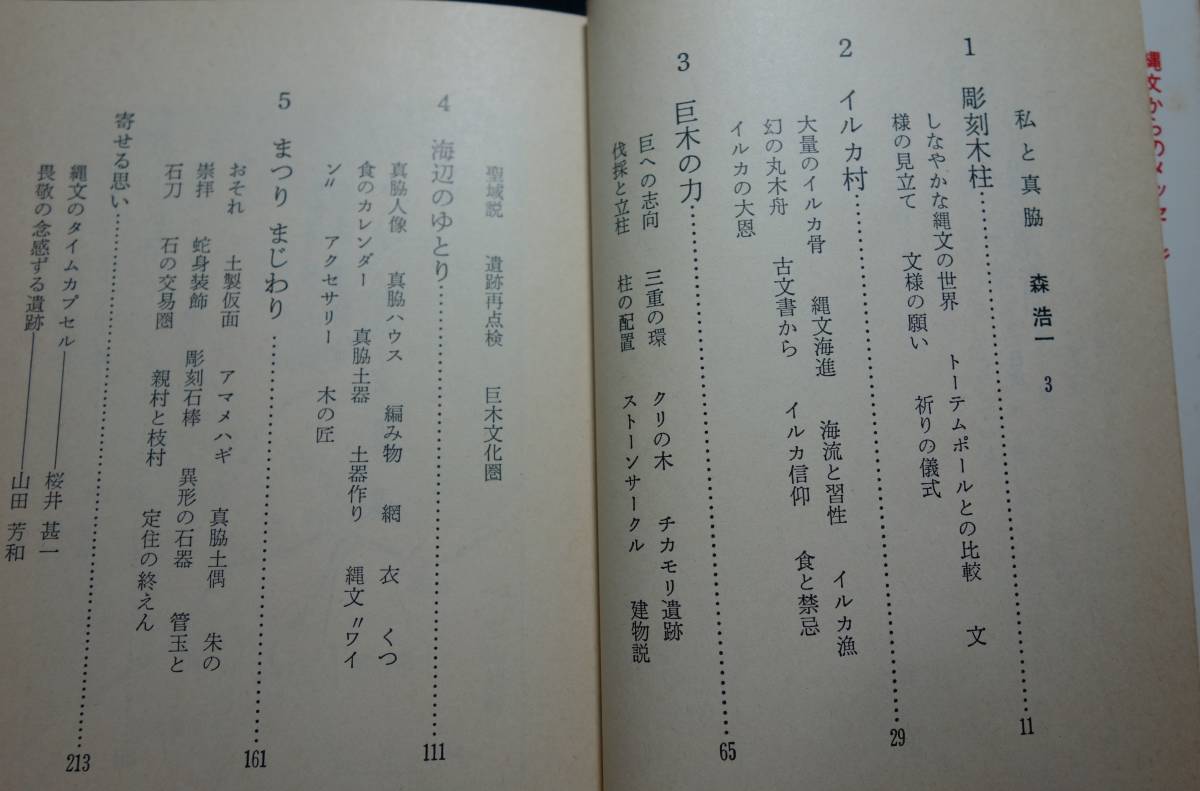 縄文からのメッセージ
私と真脇　森浩一　3
1　彫刻木柱……11
しなやかな縄文の世界　トーテムポールとの比較　文
様の見立て　文様の願い　祈りの儀式
2　イルカ村……29
大量のイルカ骨　縄文海進　海流と習性　イルカ漁
幻の丸木舟　古文書から　イルカ信仰　食と禁忌
イルカの大恩
3　巨木の力……65
巨への志向　三重の環　クリの木　チカモリ遺跡
伐採と立柱　柱の配置　ストーンサークル　建物説
聖域説　遺跡再点検　巨木文化圏
4　海辺のゆとり……111
真脇人像　真脇ハウス　編み物　網　衣　くつ
食のカレンダー　真脇土器　土器作り　縄文〃ワイ
ン〃　アクセサリー　木の匠
5　まつり まじわり……161
おそれ　土製仮面　アマメハギ　真脇土偶　朱の
崇拝　蛇身装飾　彫刻石棒　異形の石器　管玉と
石刀　石の交易圏　親村と枝村　定住の終えん
寄せる思い……213
縄文のタイムカプセル――桜井 甚一
畏敬の念感ずる遺跡――山田 芳和